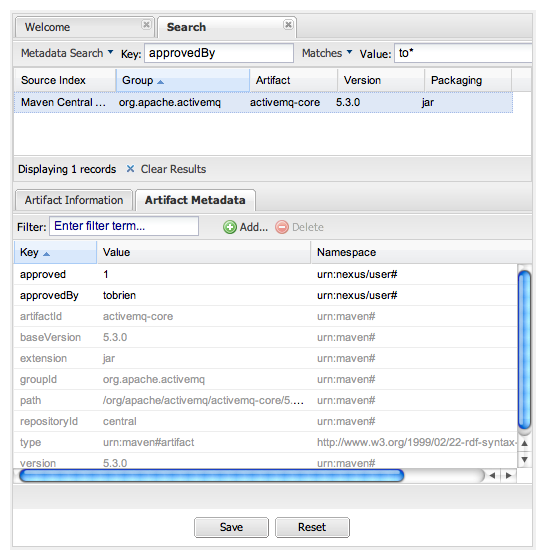 Welcome Search
Metadata Search Key: approvedBy Matches Value: to*
Source Index Group Artifact Version Packaging
Maven Central ... org.apache.activemq activemq-core 5.3.0 jar
Displaying 1 records Clear Results
Artifact Information Artifact Metadata
Filter: Enter filter term... Add... Delete
Key Value Namespace
approved 1 urn:nexus/user#
approvedBy tobrien urn:nexus/user#
artifactId activemq-core urn:maven#
baseVersion 5.3.0 urn:maven#
extension jar urn:maven#
groupId org.apache.activemq urn:maven#
path /org/apache/activemq/activemq-core/5.... urn:maven#
repositoryId central urn:maven#
type urn:maven#artifact http://www.w3.org/1999/02/22-rdf-syntax-
version 5.3.0 urn:maven#
Save Reset